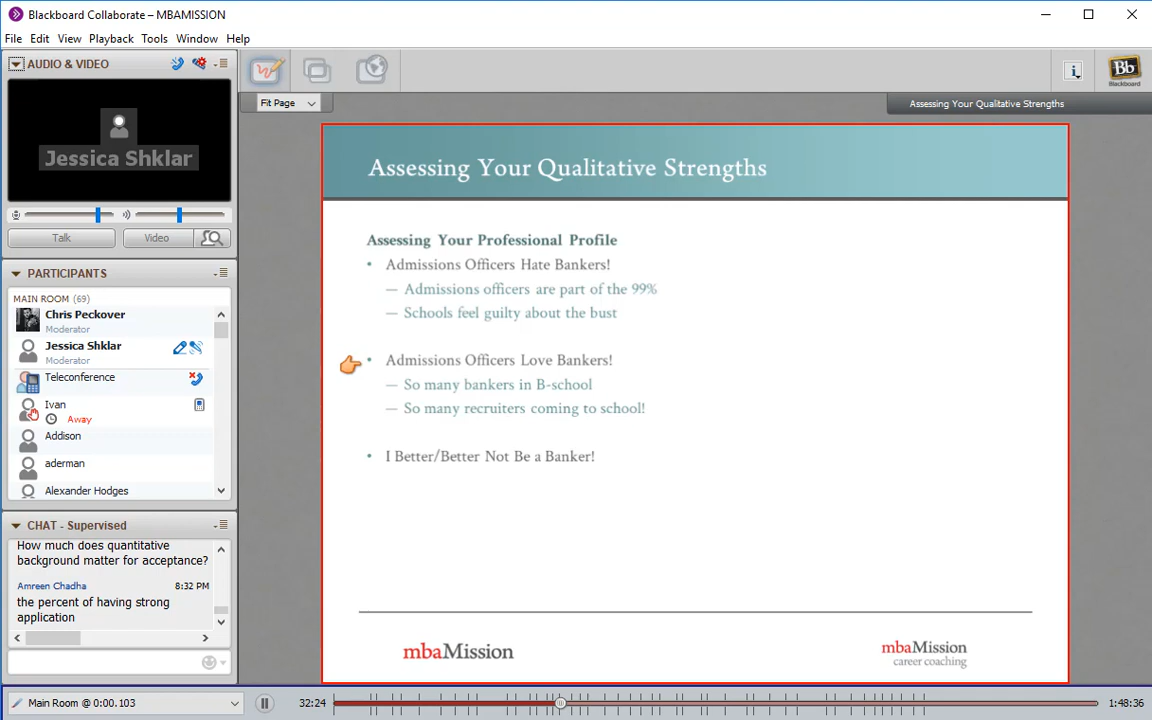 Blackboard Collaborate – MBAMISSION
File Edit View Playback Tools Window Help
AUDIO & VIDEO
Jessica Shklar
Talk
Video
PARTICIPANTS
MAIN ROOM (69)
Chris Peckover
Moderator
Jessica Shklar
Moderator
Teleconference
Ivan
Away
Addison
aderman
Alexander Hodges
CHAT - Supervised
How much does quantitative
background matter for acceptance?
Amreen Chadha 8:32 PM
the percent of having strong
application
Fit Page
i
Bb
Blackboard
Assessing Your Qualitative Strengths
Assessing Your Qualitative Strengths
Assessing Your Professional Profile
• Admissions Officers Hate Bankers!
— Admissions officers are part of the 99%
— Schools feel guilty about the bust
• Admissions Officers Love Bankers!
— So many bankers in B-school
— So many recruiters coming to school!
• I Better/Better Not Be a Banker!
mbaMission
mbaMission
career coaching
Main Room @ 0:00.103
32:24
1:48:36